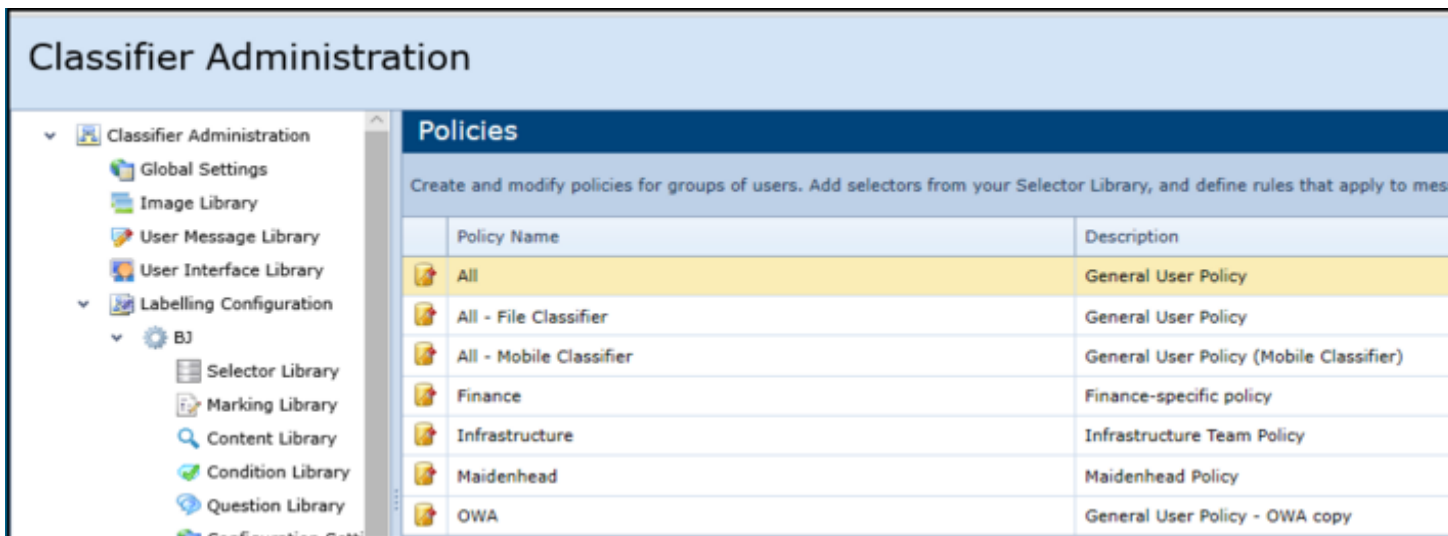 Classifier Administration
Classifier Administration
Global Settings
Image Library
User Message Library
User Interface Library
Labelling Configuration
BJ
Selector Library
Marking Library
Content Library
Condition Library
Question Library
Policies
Create and modify policies for groups of users. Add selectors from your Selector Library, and define rules that apply to mes
Policy Name Description
All General User Policy
All - File Classifier General User Policy
All - Mobile Classifier General User Policy (Mobile Classifier)
Finance Finance-specific policy
Infrastructure Infrastructure Team Policy
Maidenhead Maidenhead Policy
OWA General User Policy - OWA copy